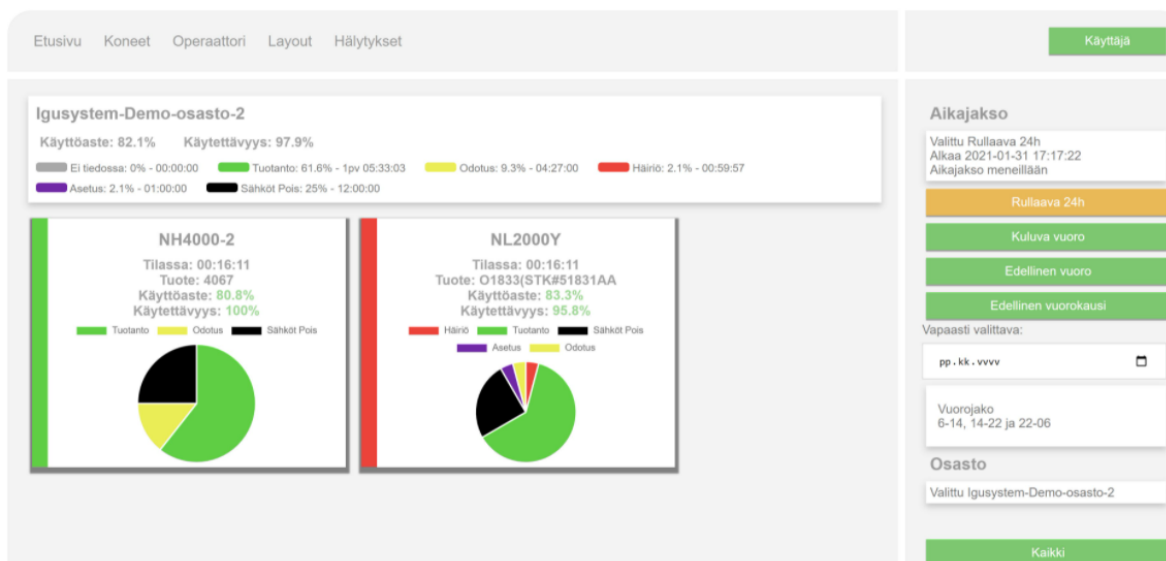 Etusivu Koneet Operaattori Layout Hälytykset
Käyttäjä
Igusystem-Demo-osasto-2
Käyttöaste: 82.1% Käytettävyys: 97.9%
Ei tiedossa: 0% - 00:00:00 Tuotanto: 61.6% - 1pv 05:33:03 Odotus: 9.3% - 04:27:00 Häiriö: 2.1% - 00:59:57
Asetus: 2.1% - 01:00:00 Sähköt Pois: 25% - 12:00:00
NH4000-2
Tilassa: 00:16:11
Tuote: 4067
Käyttöaste: 80.8%
Käytettävyys: 100%
Tuotanto Odotus Sähköt Pois
NL2000Y
Tilassa: 00:16:11
Tuote: O1833(STK#51831AA
Käyttöaste: 83.3%
Käytettävyys: 95.8%
Häiriö Tuotanto Sähköt Pois
Asetus Odotus
Aikajakso
Valittu Rullaava 24h
Alkaa 2021-01-31 17:17:22
Aikajakso meneillään
Rullaava 24h
Kuluva vuoro
Edellinen vuoro
Edellinen vuorokausi
Vapaasti valittava:
pp.kk.vvvv
Vuorojako
6-14, 14-22 ja 22-06
Osasto
Valittu Igusystem-Demo-osasto-2
Kaikki